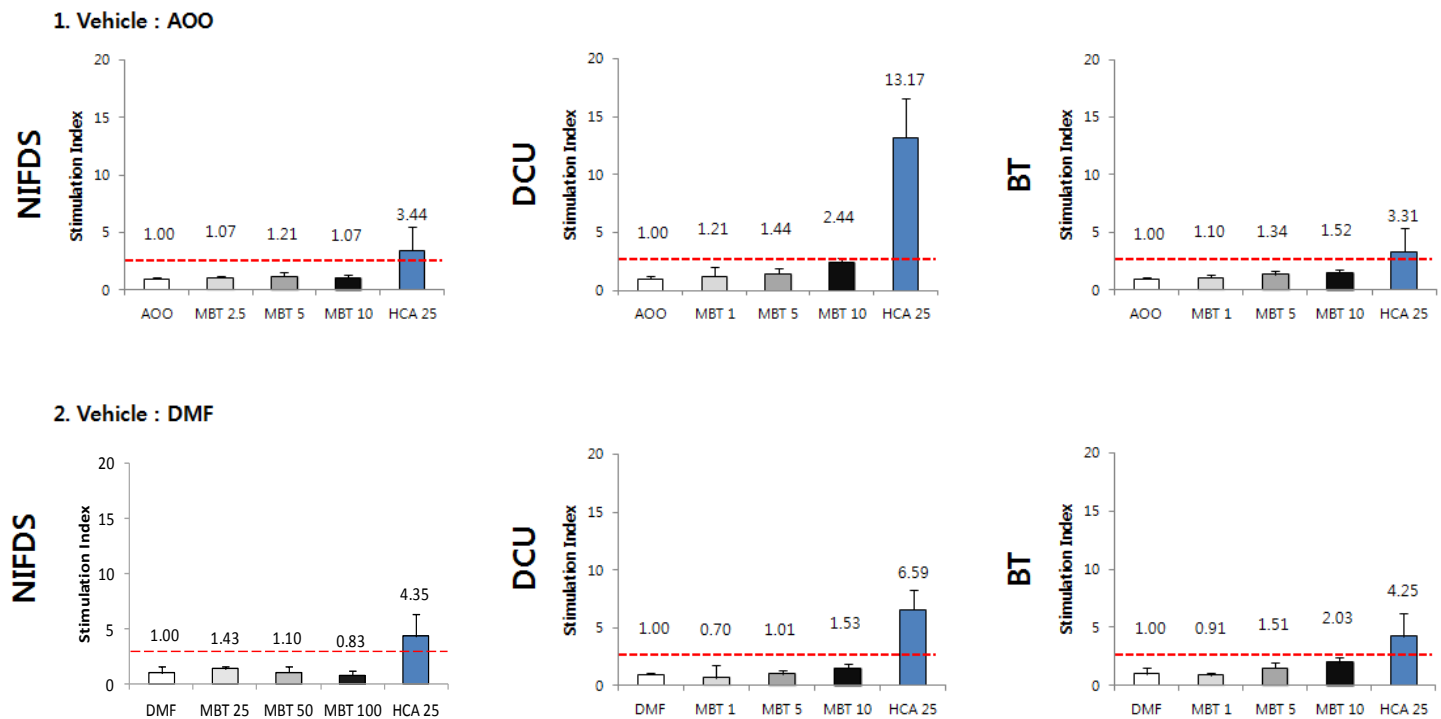 1. Vehicle : AOO
NIFDS
Stimulation Index
20
15
10
5
0
1.00 1.07 1.21 1.07 3.44
AOO MBT 2.5 MBT 5 MBT 10 HCA 25
DCU
Stimulation Index
20
15
10
5
0
1.00 1.21 1.44 2.44 13.17
AOO MBT 1 MBT 5 MBT 10 HCA 25
BT
Stimulation Index
20
15
10
5
0
1.00 1.10 1.34 1.52 3.31
AOO MBT 1 MBT 5 MBT 10 HCA 25
2. Vehicle : DMF
NIFDS
Stimulation Index
20
15
10
5
0
1.00 1.43 1.10 0.83 4.35
DMF MBT 25 MBT 50 MBT 100 HCA 25
DCU
Stimulation Index
20
15
10
5
0
1.00 0.70 1.01 1.53 6.59
DMF MBT 1 MBT 5 MBT 10 HCA 25
BT
Stimulation Index
20
15
10
5
0
1.00 0.91 1.51 2.03 4.25
DMF MBT 1 MBT 5 MBT 10 HCA 25